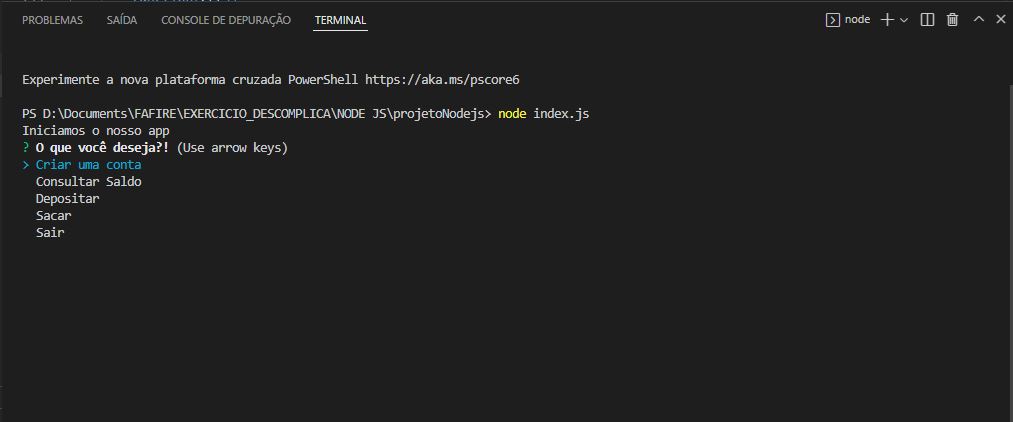 PROBLEMAS SAÍDA CONSOLE DE DEPURAÇÃO TERMINAL node
Experimente a nova plataforma cruzada PowerShell https://aka.ms/pscore6
PS D:\Documents\FAFIRE\EXERCICIO_DESCOMPLICA\NODE JS\projetoNodejs> node index.js
Iniciamos o nosso app
? O que você deseja?! (Use arrow keys)
> Criar uma conta
Consultar Saldo
Depositar
Sacar
Sair